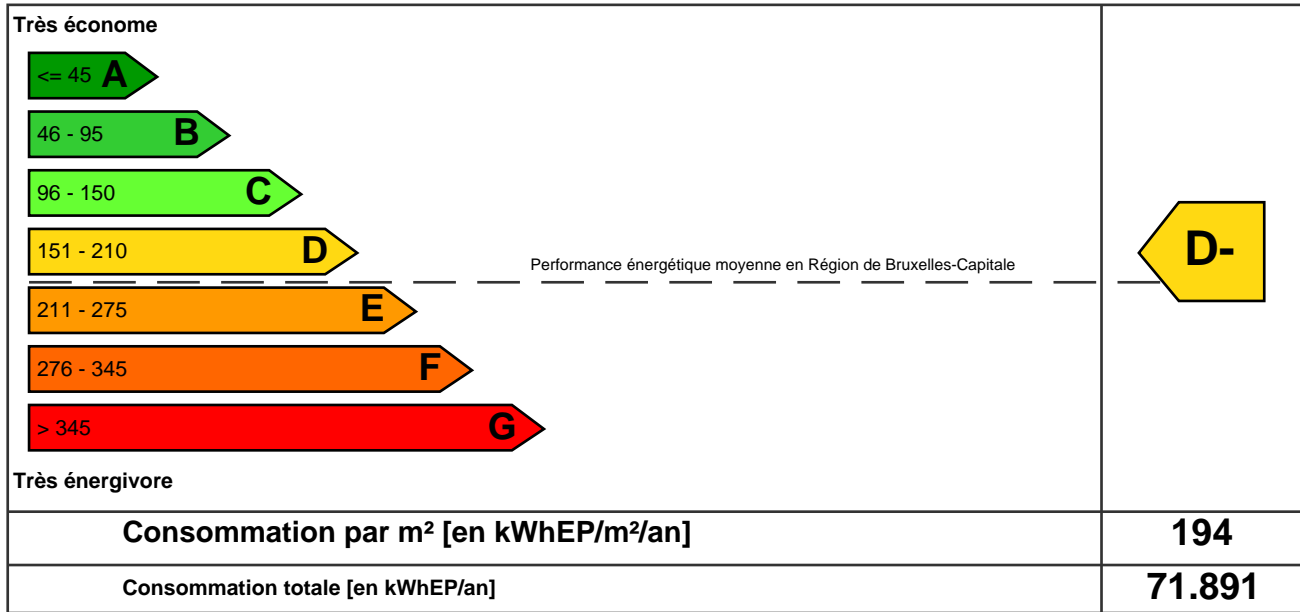 Très économe
<= 45 A
46 - 95 B
96 - 150 C
151 - 210 D
Performance énergétique moyenne en Région de Bruxelles-Capitale
D-
211 - 275 E
276 - 345 F
> 345 G
Très énergivore
Consommation par m² [en kWhEP/m²/an] 194
Consommation totale [en kWhEP/an] 71.891